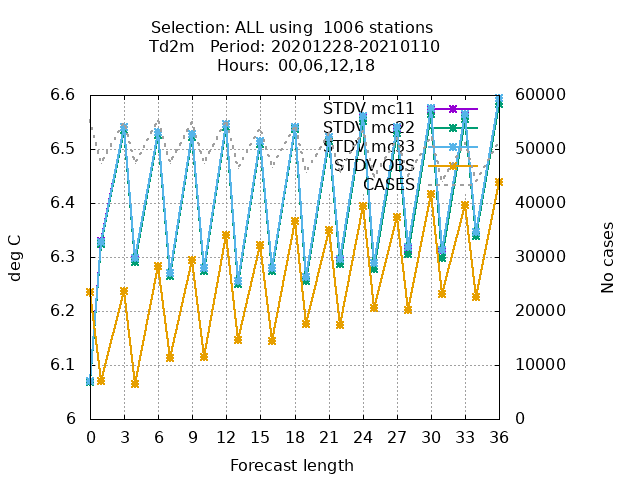 Selection: ALL using  1006 stations
Td2m   Period: 20201228-20210110
Hours:  00,06,12,18
STDV mc11
STDV mc22
STDV mc33
STDV OBS
CASES
6.6
6.5
6.4
6.3
6.2
6.1
6
60000
50000
40000
30000
20000
10000
0
deg C
No cases
0 3 6 9 12 15 18 21 24 27 30 33 36
Forecast length